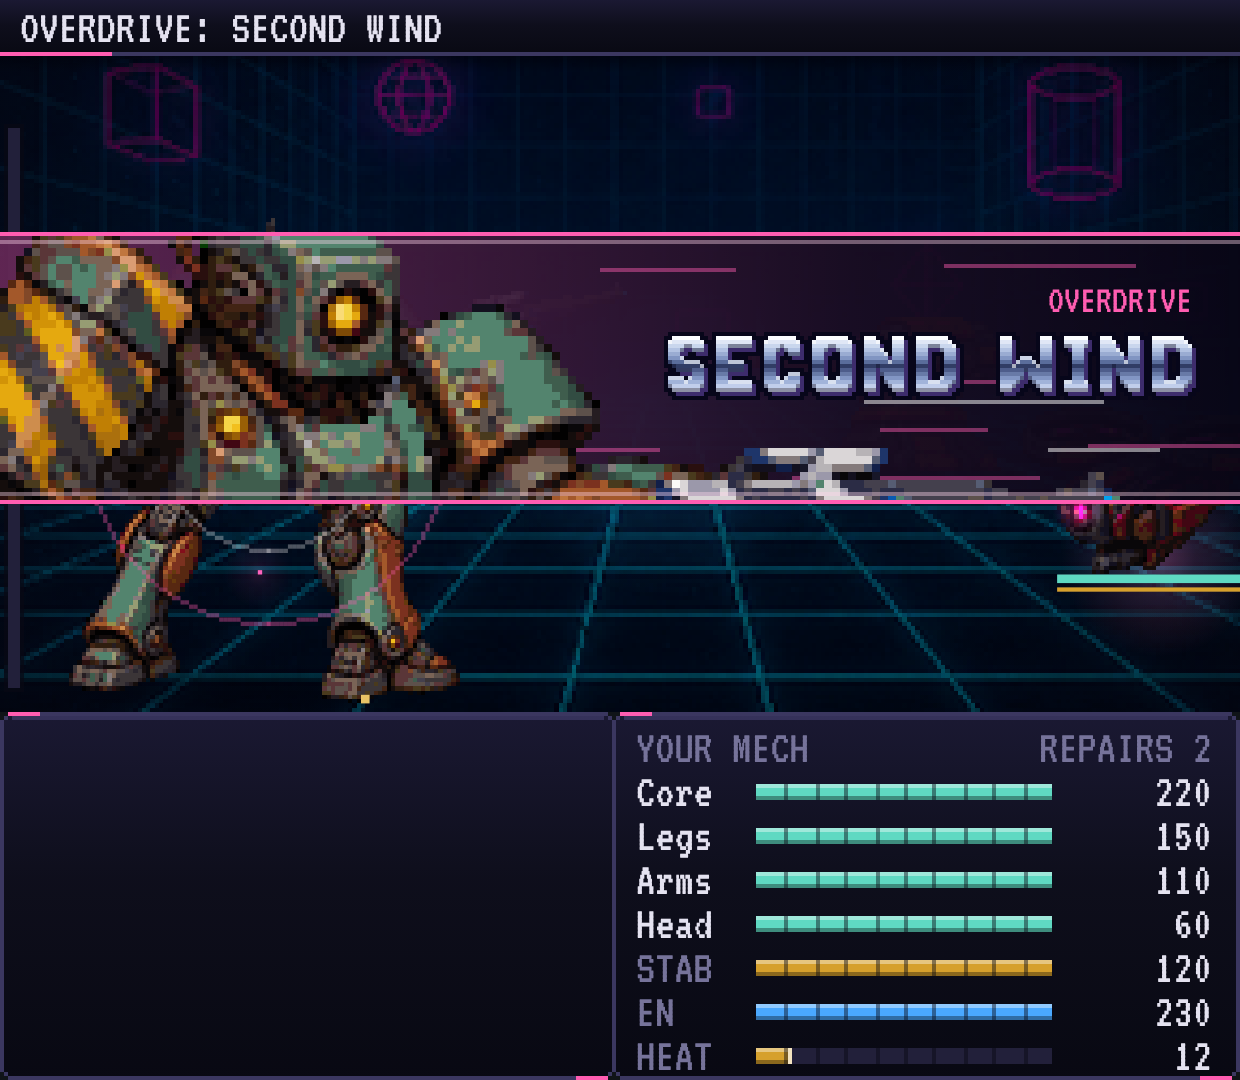 OVERDRIVE: SECOND WIND
OVERDRIVE
SECOND WIND
YOUR MECH REPAIRS 2
Core 220
Legs 150
Arms 110
Head 60
STAB 120
EN 230
HEAT 12